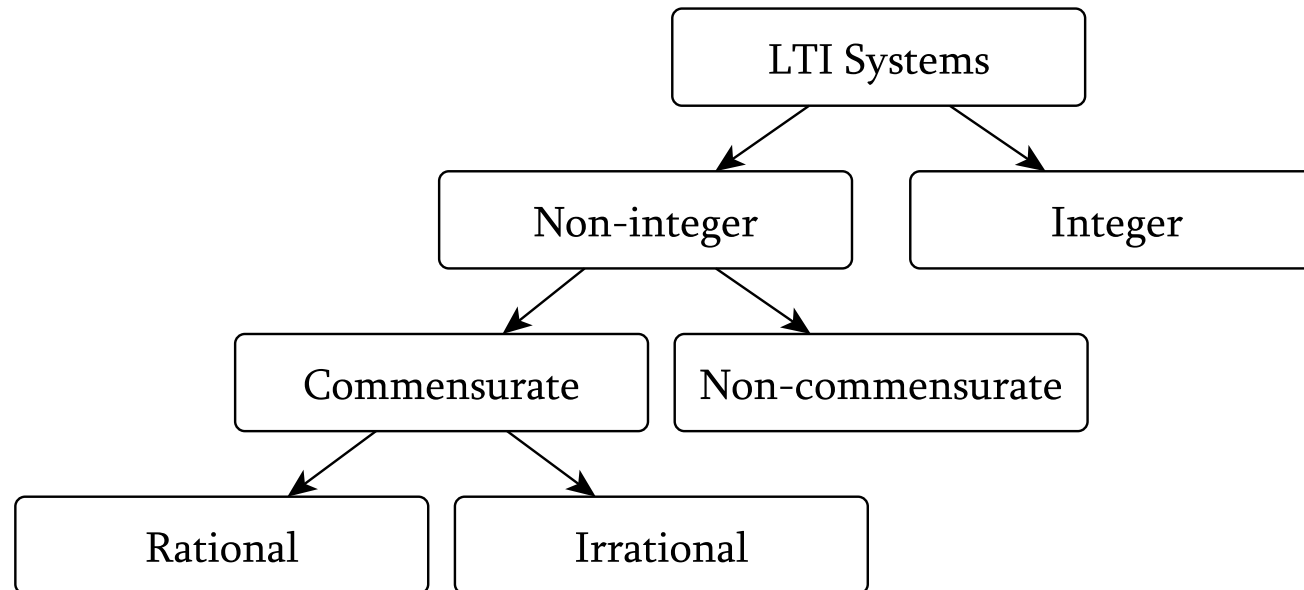 LTI Systems
Non-integer
Integer
Commensurate
Non-commensurate
Rational
Irrational